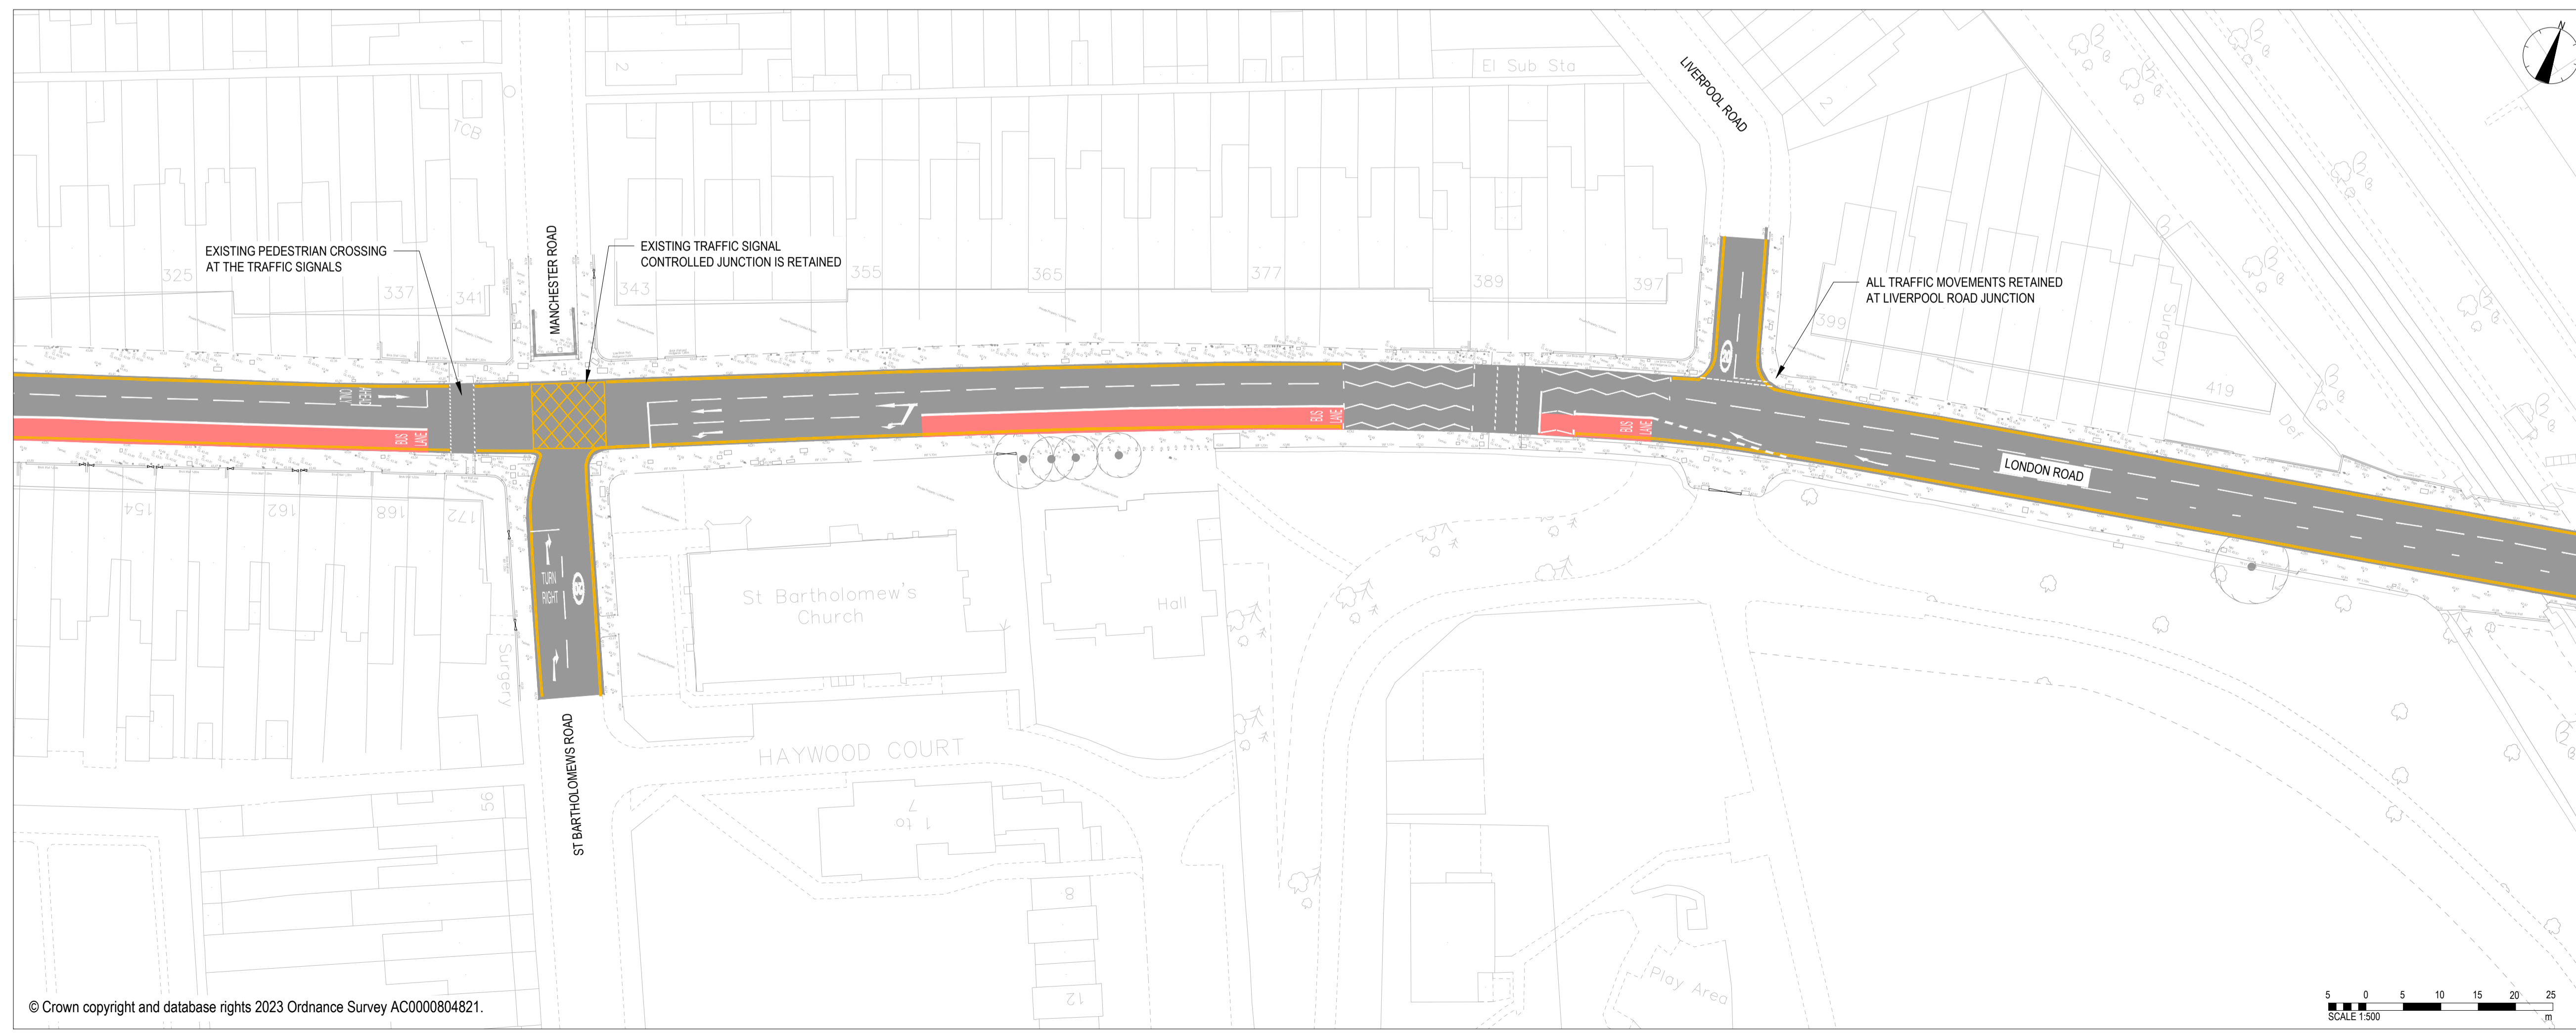 1
2
El Sub Sta
LIVERPOOL ROAD
2
N
TCB
EXISTING PEDESTRIAN CROSSING
AT THE TRAFFIC SIGNALS
325
337
341
MANCHESTER ROAD
EXISTING TRAFFIC SIGNAL
CONTROLLED JUNCTION IS RETAINED
343
355
365
377
389
397
399
ALL TRAFFIC MOVEMENTS RETAINED
AT LIVERPOOL ROAD JUNCTION
Surgery
419
Def
AHEAD
ONLY
BUS
LANE
BUS
LANE
BUS
LANE
LONDON ROAD
154
162
168
172
TURN
RIGHT
St Bartholomew's
Church
Hall
Surgery
ST BARTHOLOMEWS ROAD
HAYWOOD COURT
56
1 to 7
8
12
Play Area
© Crown copyright and database rights 2023 Ordnance Survey AC0000804821.
5 0 5 10 15 20 25
SCALE 1:500 m